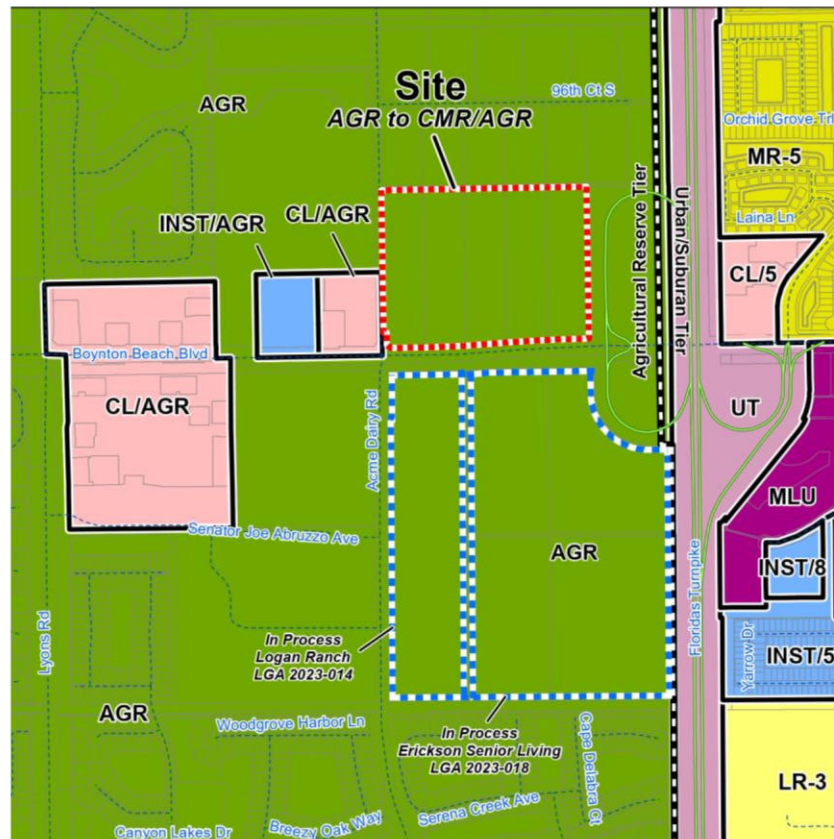 Site
AGR to CMR/AGR
96th Ct S
AGR
Orchid Grove Trl
MR-5
Laina Ln
INST/AGR
CL/AGR
Agricultural Reserve Tier
Urban/Suburan Tier
CL/5
Boynton Beach Blvd
CL/AGR
UT
Acme Dairy Rd
MLU
Senator Joe Abruzzo Ave
AGR
INST/8
Floridas Turnpike
Lyons Rd
In Process
Logan Ranch
LGA 2023-014
Yarrow Dr
INST/5
AGR
Woodgrove Harbor Ln
In Process
Erickson Senior Living
LGA 2023-018
Cape Delabra Ct
LR-3
Canyon Lakes Dr
Breezy Oak Way
Serena Creek Ave